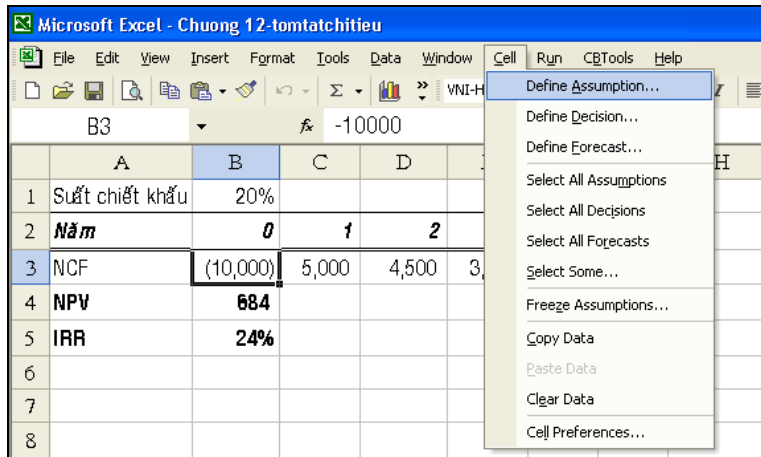 Microsoft Excel - Chuong 12-tomtatchitieu
File Edit View Insert Format Tools Data Window Cell Run CBTools Help
Σ VNI-H I
B3 fx -10000
A B C D H
1 Suất chiết khấu 20%
2 Năm 0 1 2
3 NCF (10,000) 5,000 4,500 3,
4 NPV 684
5 IRR 24%
6
7
8
Define Assumption...
Define Decision...
Define Forecast...
Select All Assumptions
Select All Decisions
Select All Forecasts
Select Some...
Freeze Assumptions...
Copy Data
Paste Data
Clear Data
Cell Preferences...